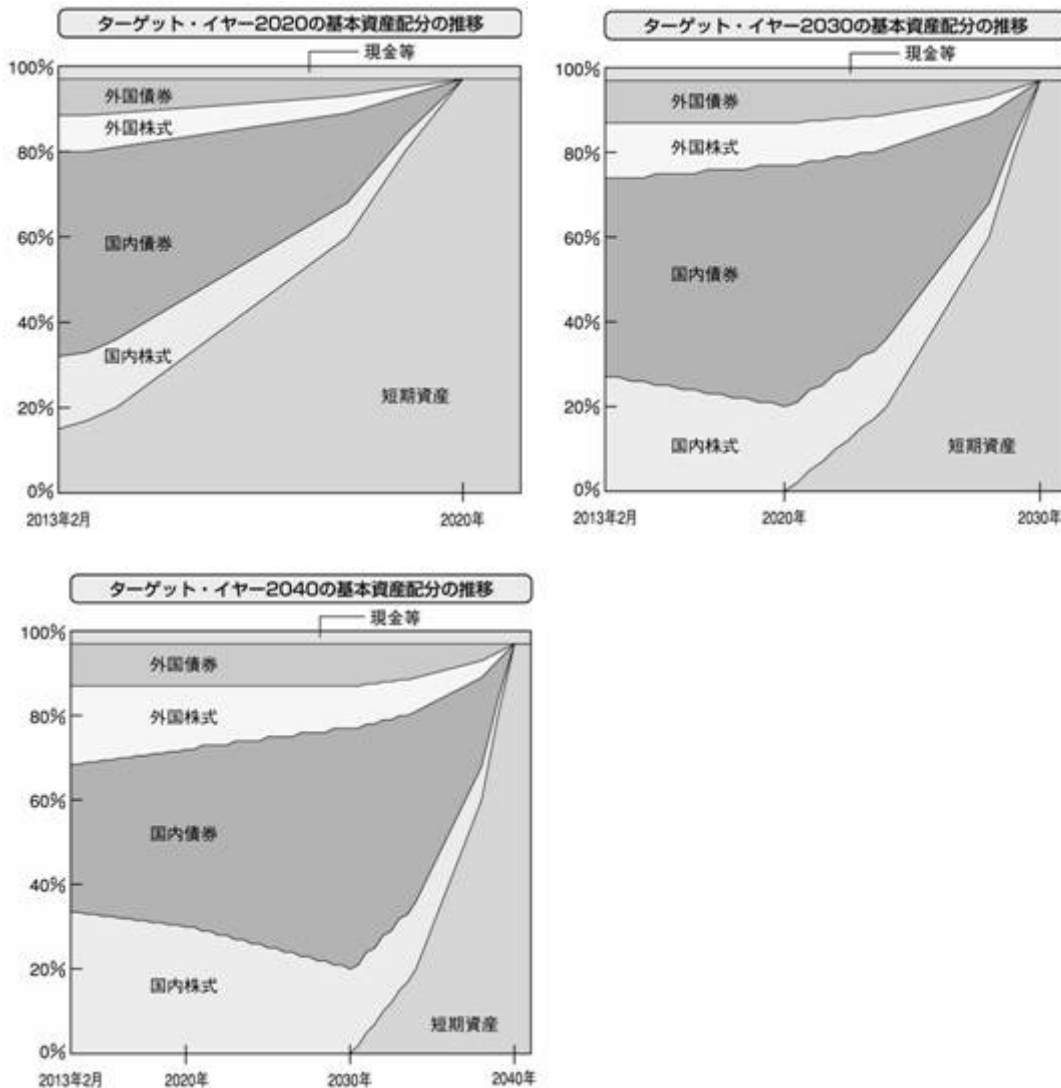 ターゲット・イヤー2020の基本資産配分の推移
現金等
100%
外国債券
外国株式
80%
国内債券
60%
40%
国内株式
短期資産
20%
0%
2013年2月
2020年
ターゲット・イヤー2030の基本資産配分の推移
現金等
100%
外国債券
外国株式
80%
国内債券
60%
40%
20%
国内株式
短期資産
0%
2013年2月
2020年
2030年
ターゲット・イヤー2040の基本資産配分の推移
現金等
100%
外国債券
外国株式
80%
60%
国内債券
40%
20%
国内株式
短期資産
0%
2013年2月
2020年
2030年
2040年